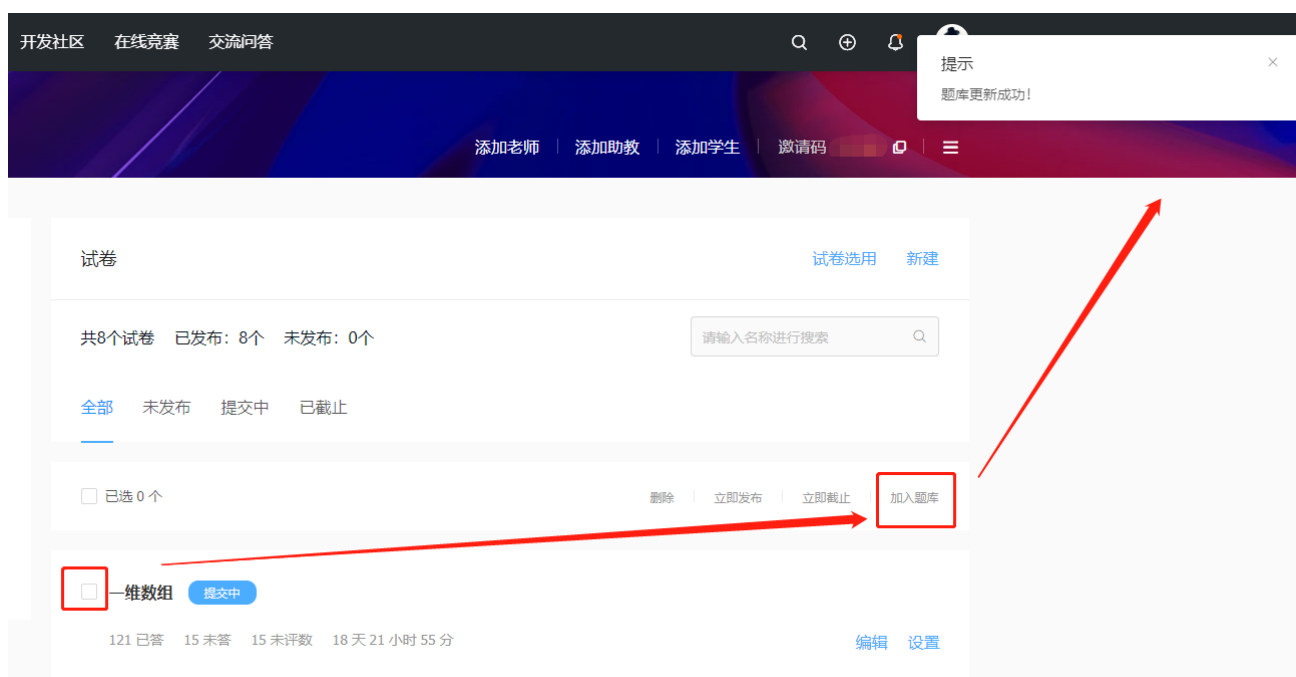 开发社区 在线竞赛 交流问答
提示
题库更新成功!
添加老师 添加助教 添加学生 邀请码
试卷 试卷选用 新建
共8个试卷 已发布: 8个 未发布: 0个 请输入名称进行搜索
全部 未发布 提交中 已截止
已选 0 个 删除 立即发布 立即截止 加入题库
一维数组 提交中
121 已答 15 未答 15 未评数 18 天 21 小时 55 分 编辑 设置